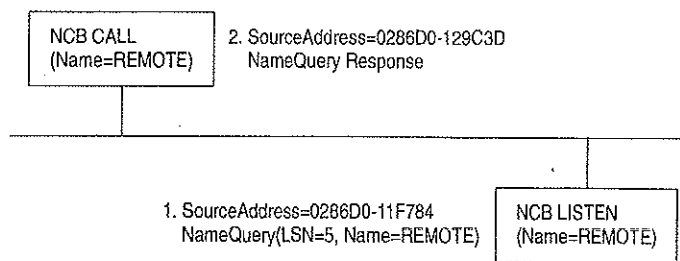 NCB CALL
(Name=REMOTE)
2. SourceAddress=0286D0-129C3D
NameQuery Response
1. SourceAddress=0286D0-11F784
NameQuery(LSN=5, Name=REMOTE)
NCB LISTEN
(Name=REMOTE)